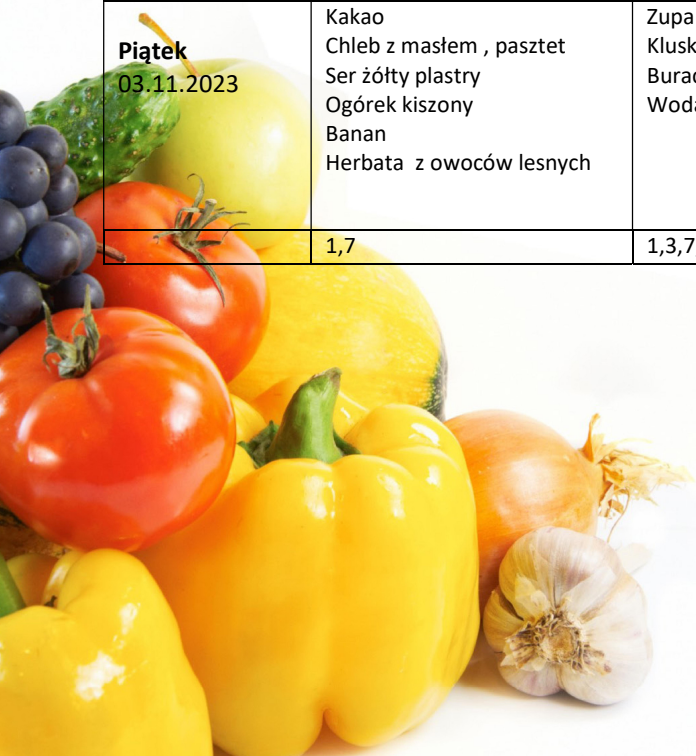 Piątek
03.11.2023
Kakao
Chleb z masłem , pasztet
Ser żółty plastry
Ogórek kiszony
Banan
Herbata z owoców lesnych
Zupa
1,7
1,3,7